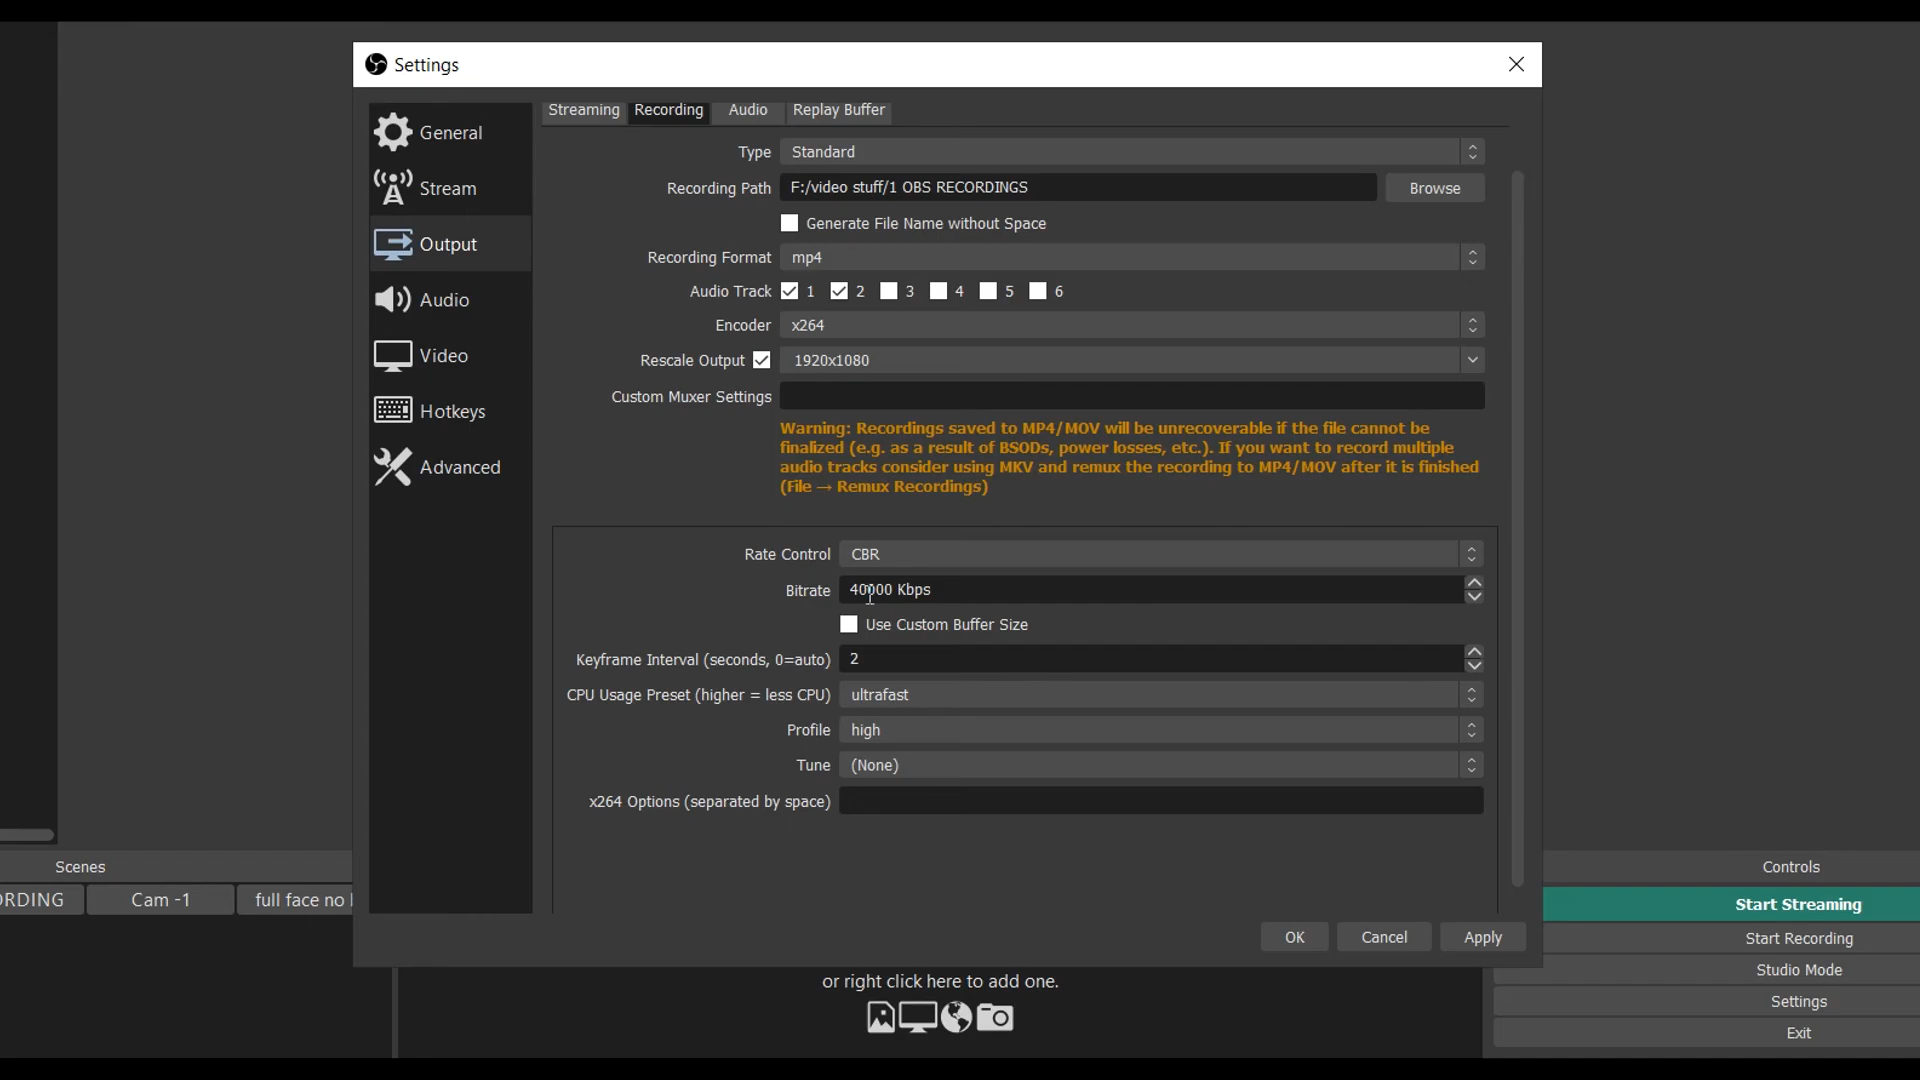 Settings
General
Stream
Output
Audio
Video
Hotkeys
Advanced
Streaming Recording Audio Replay Buffer
Type Standard
Recording Path F:/video stuff/1 OBS RECORDINGS Browse
Generate File Name without Space
Recording Format mp4
Audio Track 1 2 3 4 5 6
Encoder x264
Rescale Output 1920x1080
Custom Muxer Settings
Warning: Recordings saved to MP4/MOV will be unrecoverable if the file cannot be
finalized (e.g. as a result of BSODs, power losses, etc.). If you want to record multiple
audio tracks consider using MKV and remux the recording to MP4/MOV after it is finished
(File → Remux Recordings)
Rate Control CBR
Bitrate 40000 Kbps
Use Custom Buffer Size
Keyframe Interval (seconds, 0=auto) 2
CPU Usage Preset (higher = less CPU) ultrafast
Profile high
Tune (None)
x264 Options (separated by space)
OK Cancel Apply
Scenes
ORDING Cam -1 full face no
or right click here to add one.
Controls
Start Streaming
Start Recording
Studio Mode
Settings
Exit